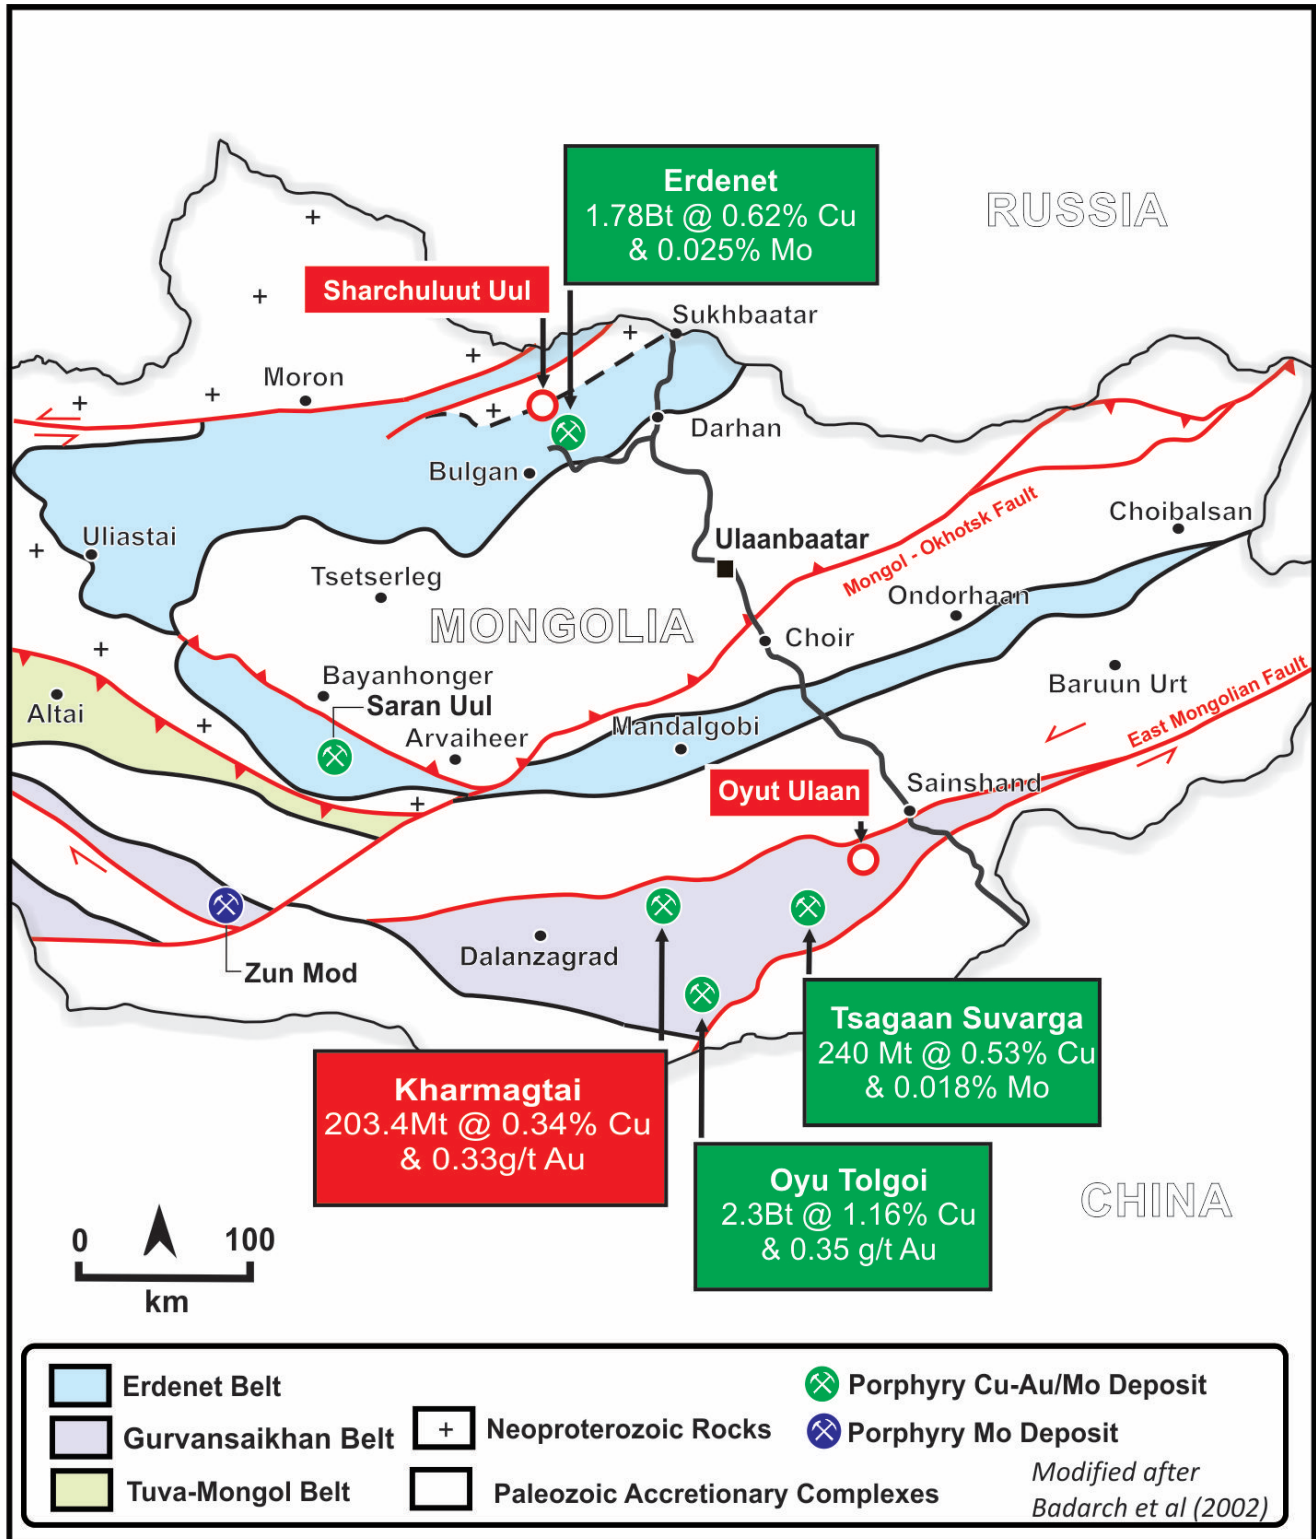 Erdenet
1.78Bt @ 0.62% Cu
& 0.025% Mo
RUSSIA
Sharchuluut Uul
Sukhbaatar
Moron
Darhan
Bulgan
Mongol - Okhotsk Fault
Choibalsan
Uliastai
Ulaanbaatar
Tsetserleg
Ondorhaan
MONGOLIA
Choir
Bayanhonger
Baruun Urt
Altai
Saran Uul
Arvaiheer
Mandalgobi
East Mongolian Fault
Oyut Ulaan
Sainshand
Dalanzagrad
Zun Mod
Tsagaan Suvarga
240 Mt @ 0.53% Cu
& 0.018% Mo
Kharmagtai
203.4Mt @ 0.34% Cu
& 0.33g/t Au
Oyu Tolgoi
2.3Bt @ 1.16% Cu
& 0.35 g/t Au
CHINA
0 100
km
Erdenet Belt
Gurvansaikhan Belt
Tuva-Mongol Belt
+ Neoproterozoic Rocks
Paleozoic Accretionary Complexes
Porphyry Cu-Au/Mo Deposit
Porphyry Mo Deposit
Modified after
Badarch et al (2002)